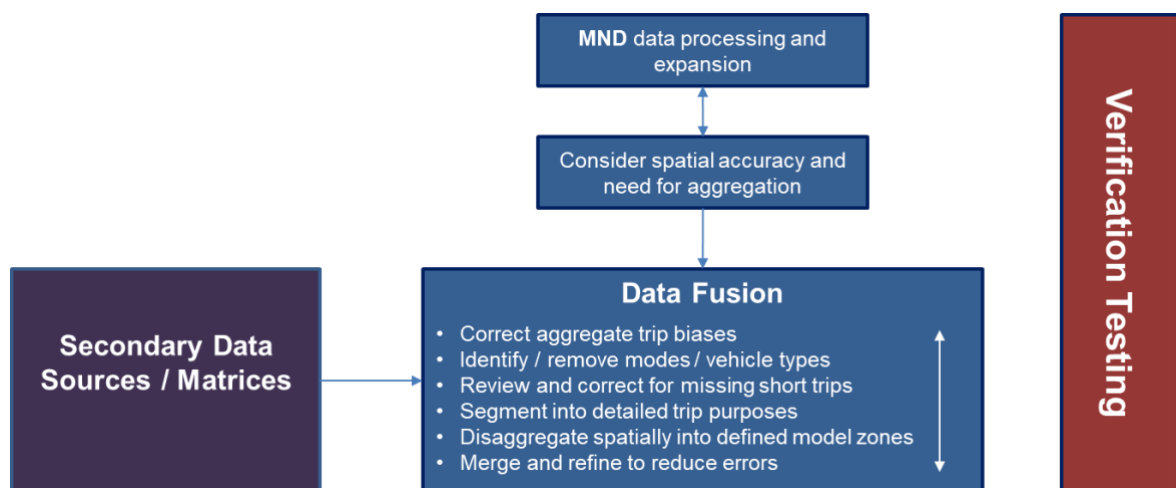 MND data processing and
expansion
Consider spatial accuracy and
need for aggregation
Secondary Data
Sources / Matrices
Data Fusion
• Correct aggregate trip biases
• Identify / remove modes / vehicle types
• Review and correct for missing short trips
• Segment into detailed trip purposes
• Disaggregate spatially into defined model zones
• Merge and refine to reduce errors
Verification Testing